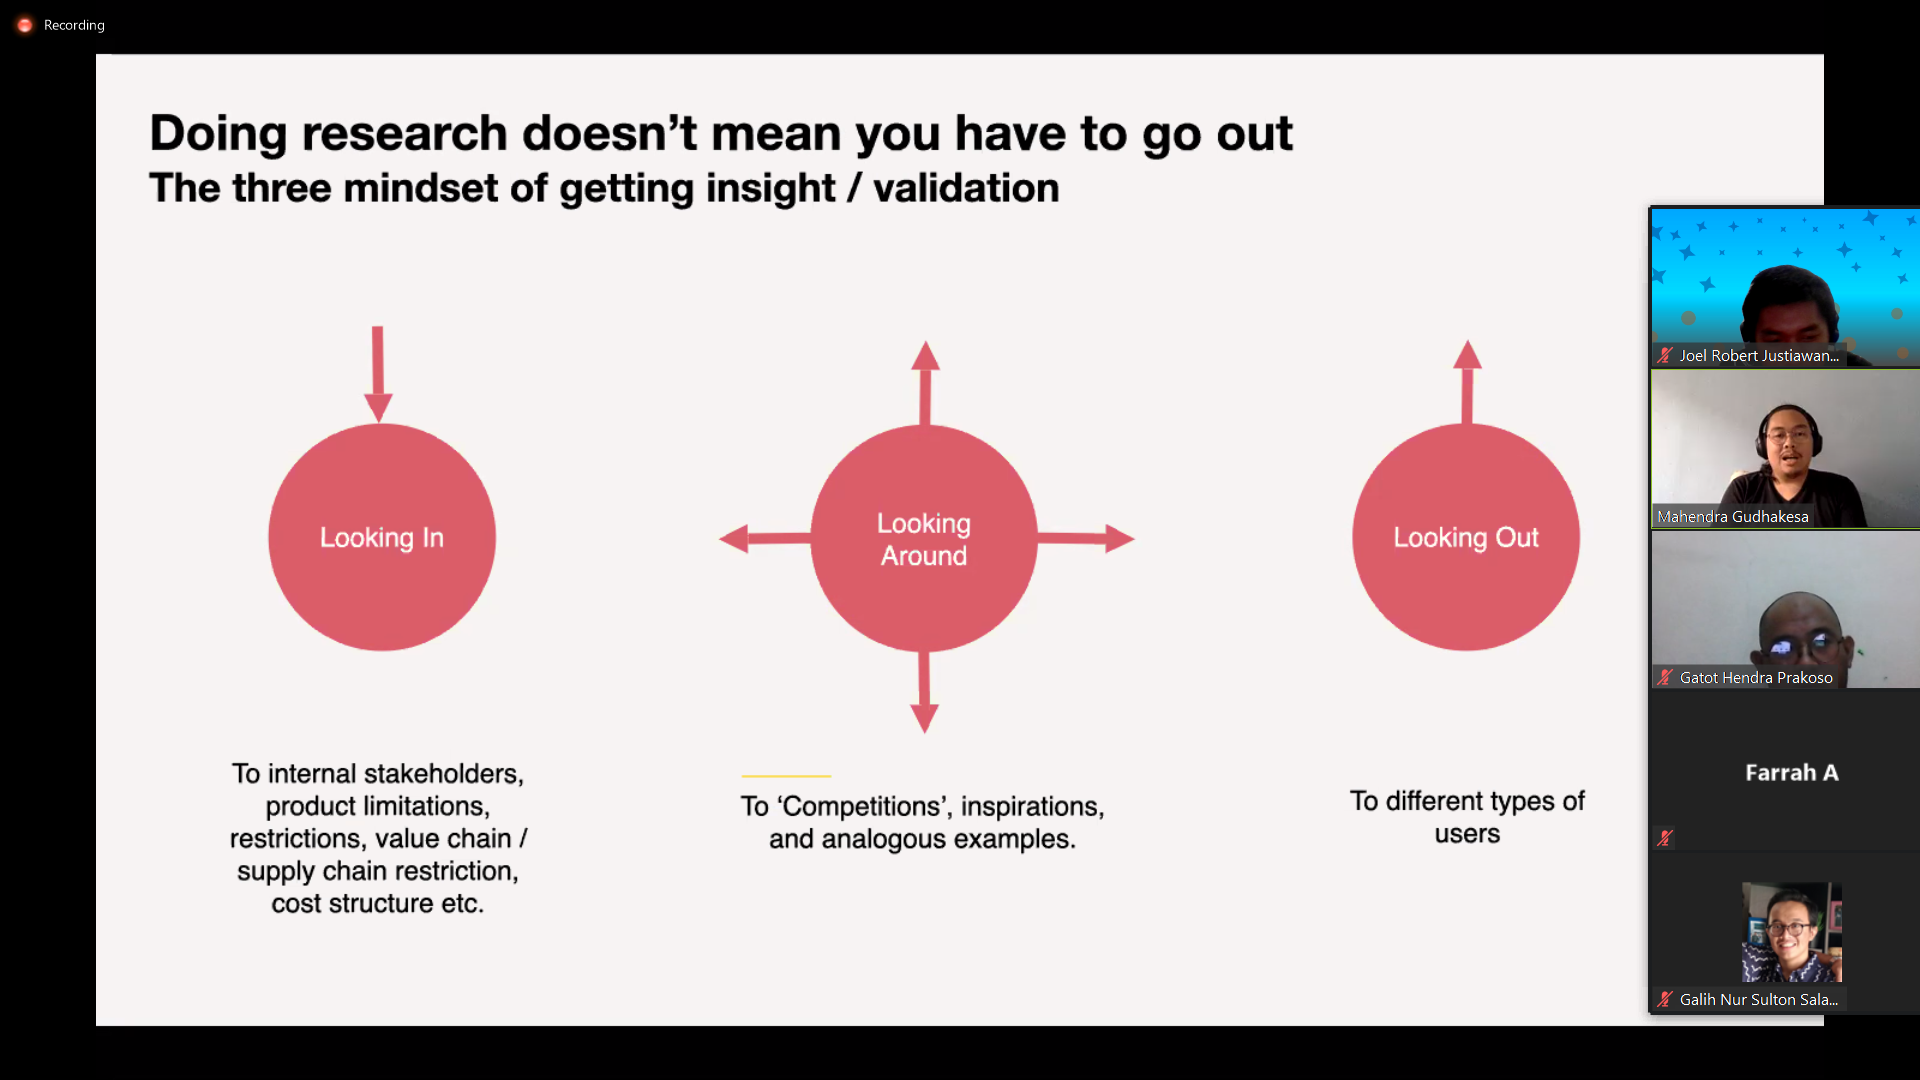 Recording
Doing research doesn’t mean you have to go out
The three mindset of getting insight / validation
Looking In
Looking
Around
Looking Out
To internal stakeholders,
product limitations,
restrictions, value chain /
supply chain restriction,
cost structure etc.
To ‘Competitions’, inspirations,
and analogous examples.
To different types of
users
Joel Robert Justiawan...
Mahendra Gudhakesa
Gatot Hendra Prakoso
Farrah A
Galih Nur Sulton Sala...